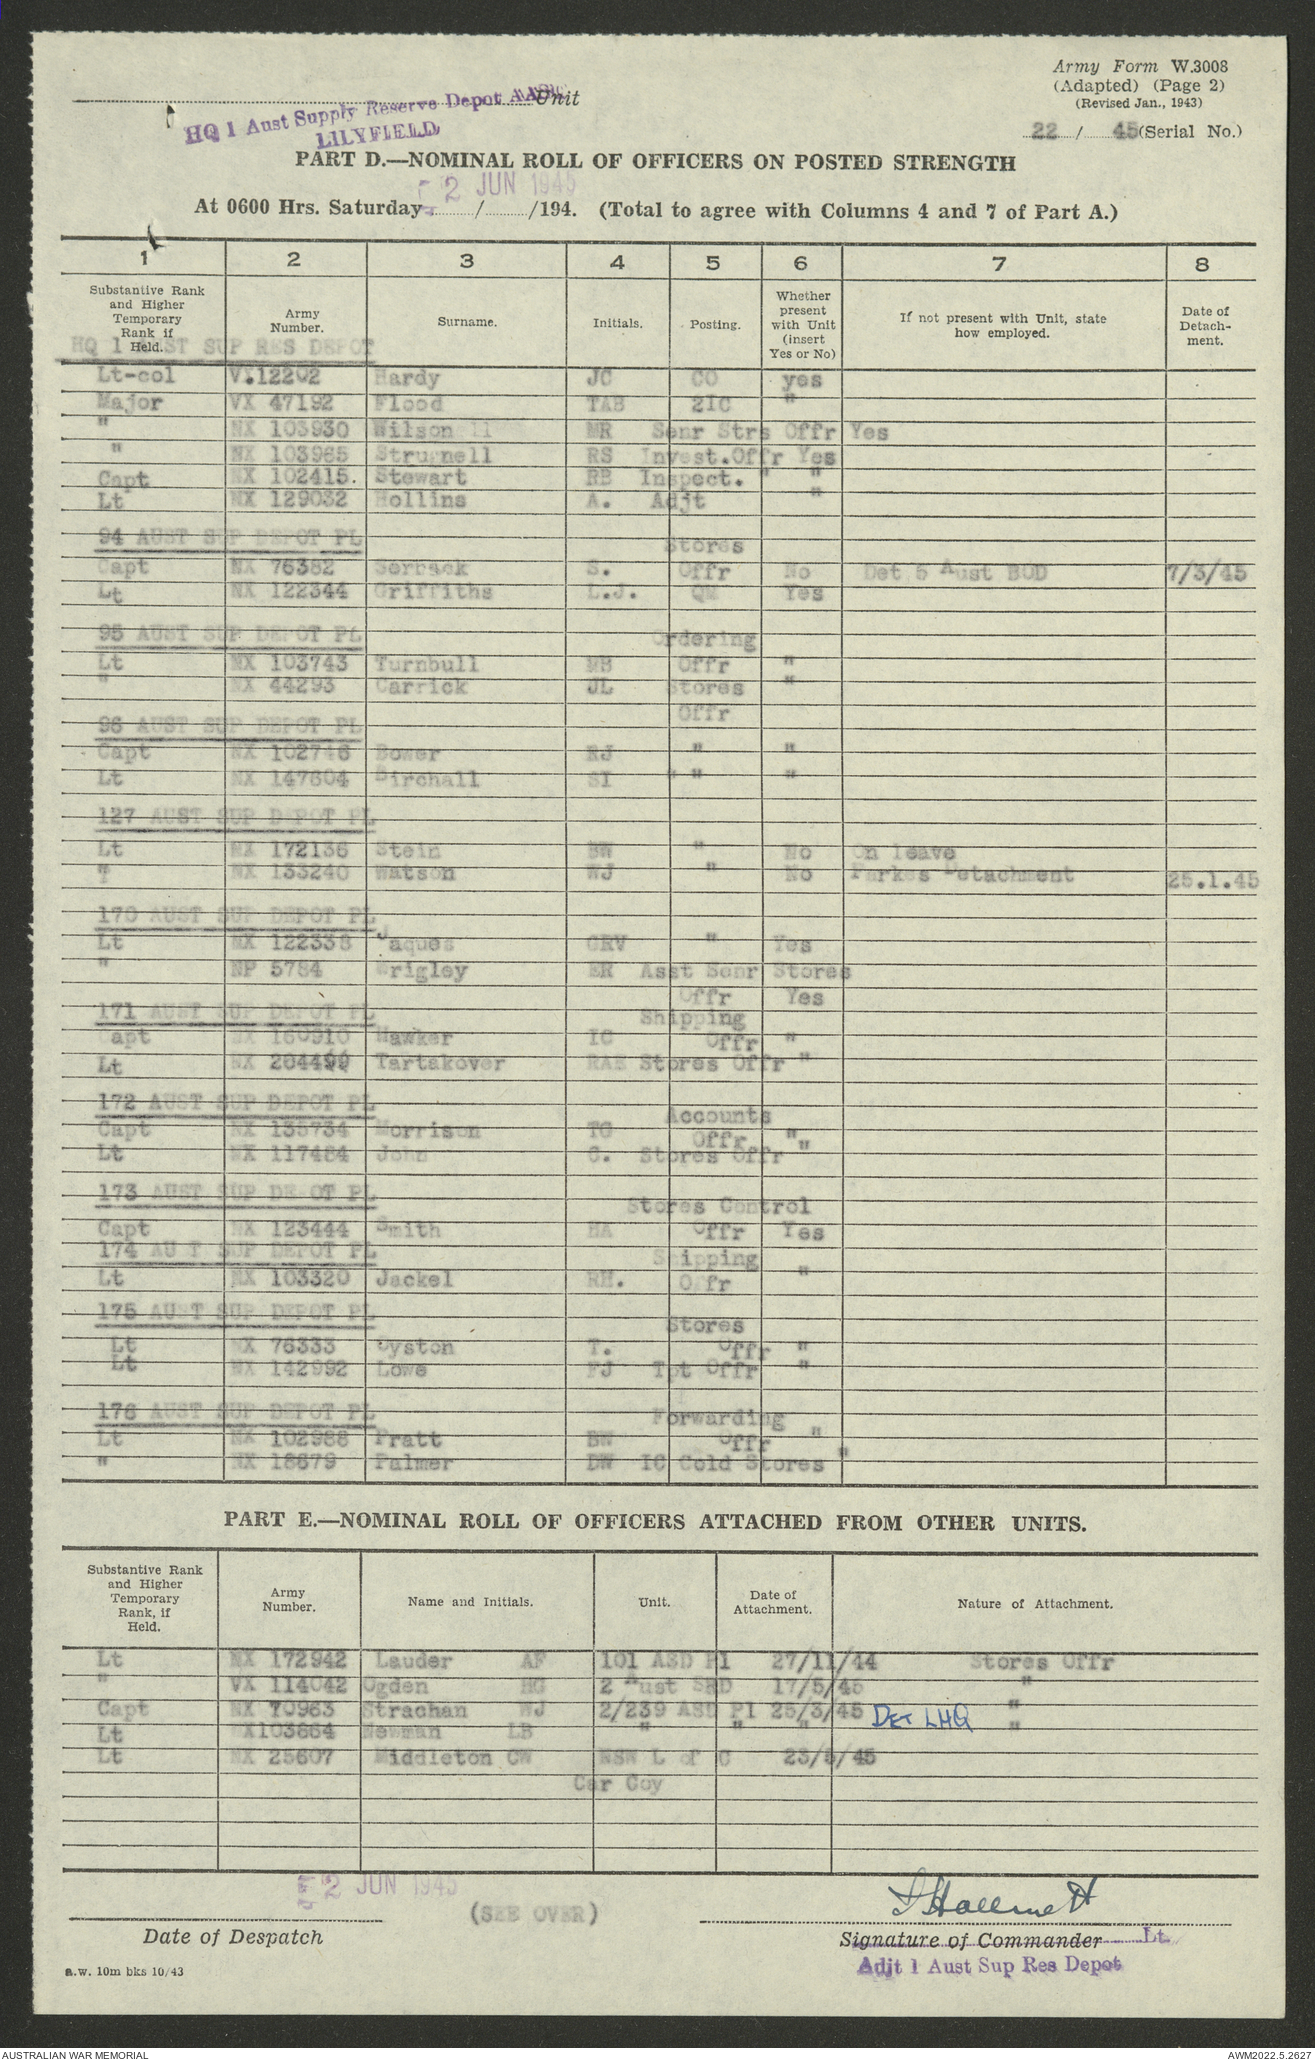 Army Form W.3008
(Adapted) (Page 2)
(Revised Jan., 1943)
Unit
HQ 1 Aust Supply Reserve Depot AASC
LILYFIELD
22 / 45 (Serial No.)
PART D.—NOMINAL ROLL OF OFFICERS ON POSTED STRENGTH
2 JUN 1945
At 0600 Hrs. Saturday / /194. (Total to agree with Columns 4 and 7 of Part A.)
1 2 3 4 5 6 7 8
Substantive Rank and Higher Temporary Rank if Held. Army Number. Surname. Initials. Posting. Whether present with Unit (insert Yes or No) If not present with Unit, state how employed. Date of Detach-ment.
HQ 1 AUST SUP RES DEPOT
Lt-col VX12202 Hardy JC CO yes
Major VX 47192 Flood TAB 2IC "
" NX 103930 Wilson MR Senr Strs Offr Yes
" NX 103965 Strugnell RS Invest.Offr Yes
Capt NX 102415. Stewart RB Inspect. " "
Lt NX 129032 Hollins A. Adjt "
94 AUST SUP DEPOT PL
Stores
Capt NX 76382 Serback S. Offr No Det 5 Aust BOD 7/3/45
Lt NX 122344 Griffiths L.J. QM Yes
95 AUST SUP DEPOT PL Ordering
Lt NX 103743 Turnbull MB Offr "
" NX 44293 Carrick JL Stores "
Offr
96 AUST SUP DEPOT PL
Capt NX 102746 Bower RJ " "
Lt NX 147604 Birchall SI " " "
127 AUST SUP DEPOT PL
Lt NX 172136 Stein BW " No On leave
" NX 133240 Watson WJ " No Parkes Detachment 25.1.45
170 AUST SUP DEPOT PL
Lt NX 122338 Jaques GRV " Yes
" NP 5784 Wrigley ER Asst Senr Stores
Offr Yes
171 AUST SUP DEPOT PL Shipping
Capt NX 160910 Hawker IC Offr "
Lt NX 204499 Tartakover RAE Stores Offr "
172 AUST SUP DEPOT PL
Accounts
Capt NX 135734 Morrison TG Offr "
Lt NX 117484 John C. Stores Offr "
173 AUST SUP DE OT PL
Stores Control
Capt NX 123444 Smith HA Offr Yes
174 AU T SUP DEPOT PL Shipping
Lt NX 103320 Jackel RH. Offr "
175 AUST SUP DEPOT PL
Stores
Lt NX 76333 Oyston T. Offr "
Lt NX 142992 Lowe FJ Tpt Offr "
176 AUST SUP DEPOT PL Forwarding
Lt NX 102988 Pratt BW Offr "
" NX 18679 Palmer DW IC Cold Stores "
PART E.—NOMINAL ROLL OF OFFICERS ATTACHED FROM OTHER UNITS.
Substantive Rank and Higher Temporary Rank, if Held. Army Number. Name and Initials. Unit. Date of Attachment. Nature of Attachment.
Lt NX 172942 Lauder AF 101 ASD Pl 27/11/44 Stores Offr
" VX 114042 Ogden HG 2 Aust SRD 17/5/45 "
Capt NX 70963 Strachan WJ 2/239 ASD Pl 25/3/45 DET LHQ "
Lt NX103864 Newman LB " " " "
Lt NX 25607 Middleton CW NSW L of C 23/5/45
Car Coy
2 JUN 1945
(SEE OVER)
Date of Despatch
Signature of Commander Lt
Adjt 1 Aust Sup Res Depot
a.w. 10m bks 10/43
AUSTRALIAN WAR MEMORIAL AWM2022.5.2627